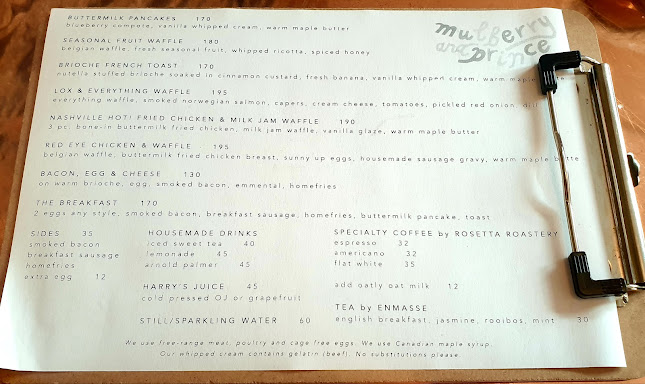 mulberry
and
prince
BUTTERMILK PANCAKES 170
blueberry compote, vanilla whipped cream, warm maple butter
SEASONAL FRUIT WAFFLE 180
belgian waffle, fresh seasonal fruit, whipped ricotta, spiced honey
BRIOCHE FRENCH TOAST 170
nutella stuffed brioche soaked in cinnamon custard, fresh banana, vanilla whipped cream, warm
LOX & EVERYTHING WAFFLE 195
everything waffle, smoked norwegian salmon, capers, cream cheese, tomatoes, pickled red onion, dill
NASHVILLE HOT! FRIED CHICKEN & MILK JAM WAFFLE 190
3 pc. bone-in buttermilk fried chicken, milk jam waffle, vanilla glaze, warm maple butter
RED EYE CHICKEN & WAFFLE 195
belgian waffle, buttermilk fried chicken breast, sunny up eggs, housemade sausage gravy, warm maple
BACON, EGG & CHEESE 130
on warm brioche, egg, smoked bacon, emmental, homefries
THE BREAKFAST 170
2 eggs any style, smoked bacon, breakfast sausage, homefries, buttermilk pancake, toast
SIDES 35
smoked bacon
breakfast sausage
homefries
extra egg 12
HOUSEMADE DRINKS
iced sweet tea 40
lemonade 45
arnold palmer 45
HARRY'S JUICE 45
cold pressed OJ or grapefruit
STILL/SPARKLING WATER 60
SPECIALTY COFFEE by ROSETTA ROASTERY
espresso 32
americano 32
flat white 35
add oatly oat milk 12
TEA by ENMASSE
english breakfast, jasmine, rooibos, mint 30
We use free-range meat, poultry and cage free eggs. We use Canadian maple syrup.
Our whipped cream contains gelatin (beef). No substitutions please.